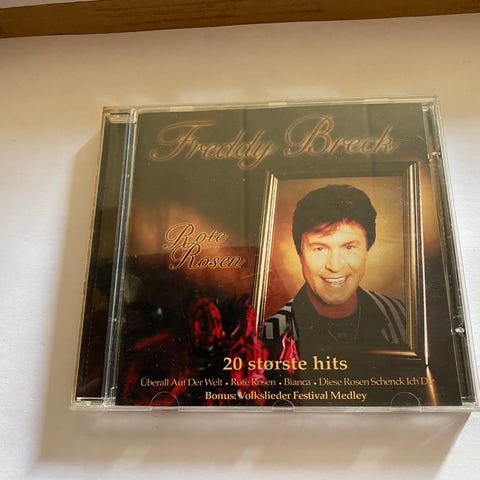 Freddy Breck
Rote
Rosen
20 største hits
Überall Auf Der Welt • Rote Rosen • Bianca • Diese Rosen Schenck Ich Dir
Bonus: Volkslieder Festival Medley